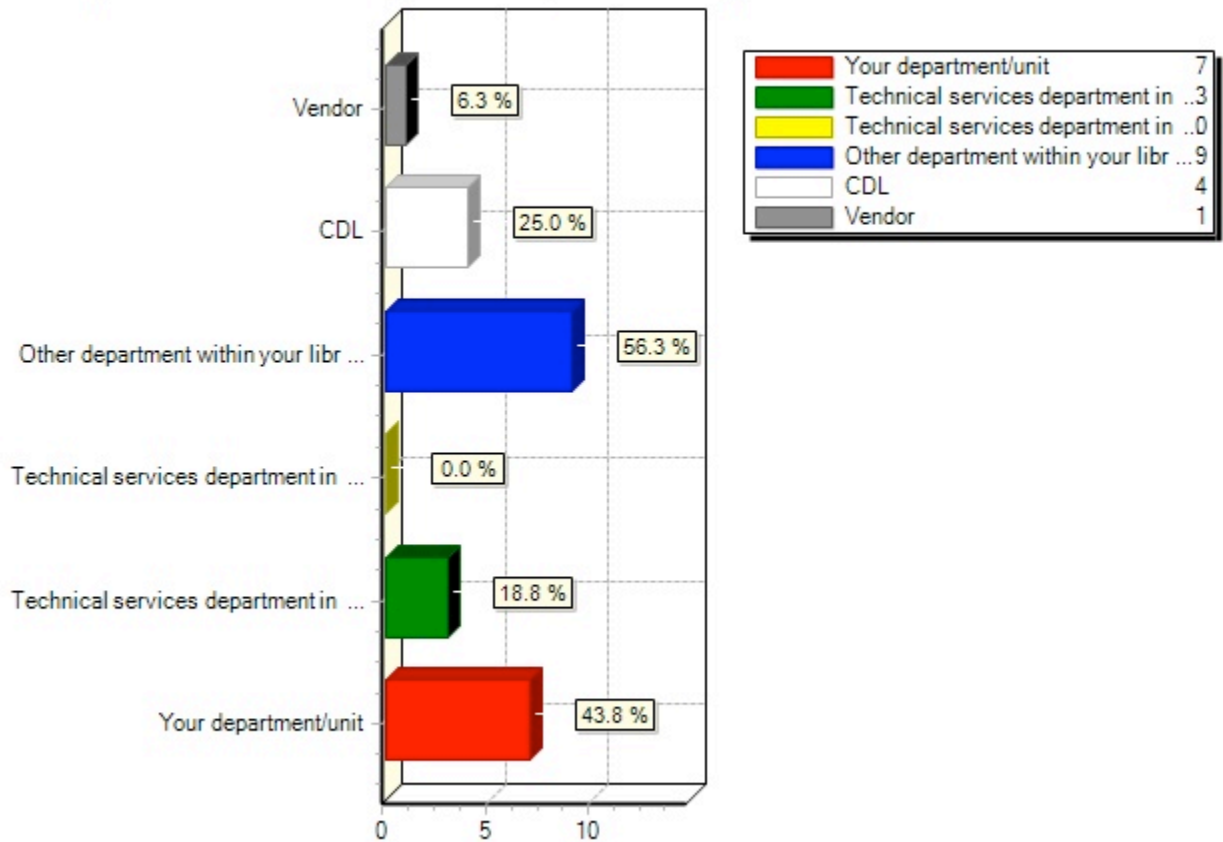 Vendor
6.3 %
CDL
25.0 %
Other department within your libr ...
56.3 %
Technical services department in ...
0.0 %
Technical services department in ...
18.8 %
Your department/unit
43.8 %
0 5 10
Your department/unit 7
Technical services department in ..3
Technical services department in ..0
Other department within your libr ...9
CDL 4
Vendor 1